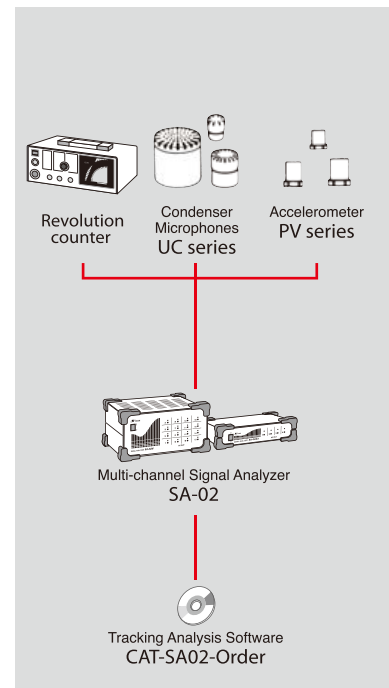 Revolution
counter
Condenser
Microphones
UC series
Accelerometer
PV series
Multi-channel Signal Analyzer
SA-02
Tracking Analysis Software
CAT-SA02-Order